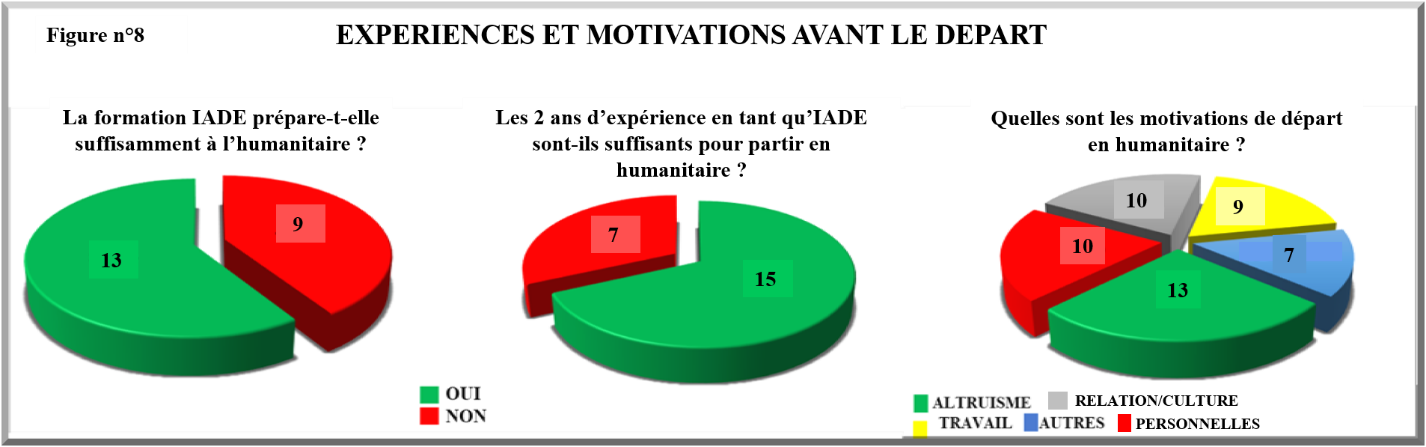 Figure n°8
EXPERIENCES ET MOTIVATIONS AVANT LE DEPART
La formation IADE prépare-t-elle
suffisamment à l’humanitaire ?
9
13
Les 2 ans d’expérience en tant qu’IADE
sont-ils suffisants pour partir en
humanitaire ?
7
15
OUI
NON
Quelles sont les motivations de départ
en humanitaire ?
10
9
10
7
13
ALTRUISME RELATION/CULTURE
TRAVAIL AUTRES PERSONNELLES